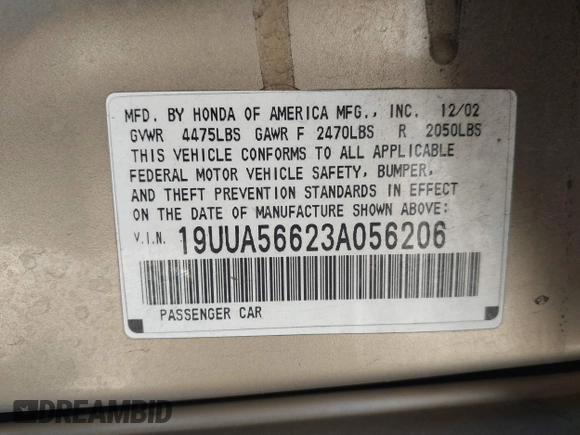 MFD. BY HONDA OF AMERICA MFG., INC. 12/02
GVWR 4475LBS GAWR F 2470LBS R 2050LBS
THIS VEHICLE CONFORMS TO ALL APPLICABLE
FEDERAL MOTOR VEHICLE SAFETY, BUMPER,
AND THEFT PREVENTION STANDARDS IN EFFECT
ON THE DATE OF MANUFACTURE SHOWN ABOVE:
V.I.N. 19UUA56623A056206
PASSENGER CAR
DREAMBID